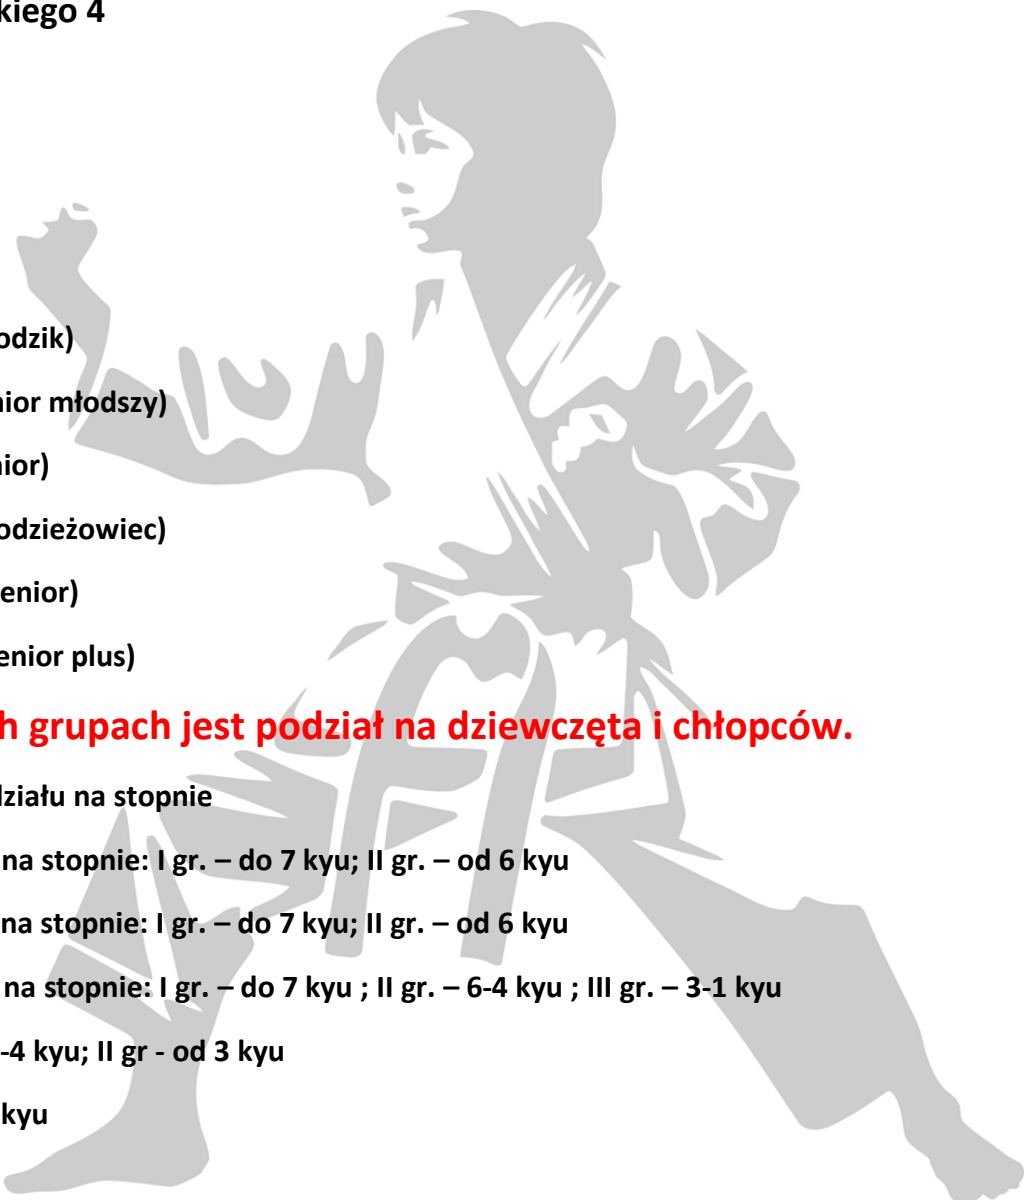 kiego 4
odzik)
nior młodszy)
nior)
odzieżowiec)
enior)
enior plus)
h grupach jest podział na dziewczęta i chłopców.
działu na stopnie
na stopnie: I gr. – do 7 kyu; II gr. – od 6 kyu
na stopnie: I gr. – do 7 kyu; II gr. – od 6 kyu
na stopnie: I gr. – do 7 kyu ; II gr. – 6-4 kyu ; III gr. – 3-1 kyu
-4 kyu; II gr - od 3 kyu
kyu